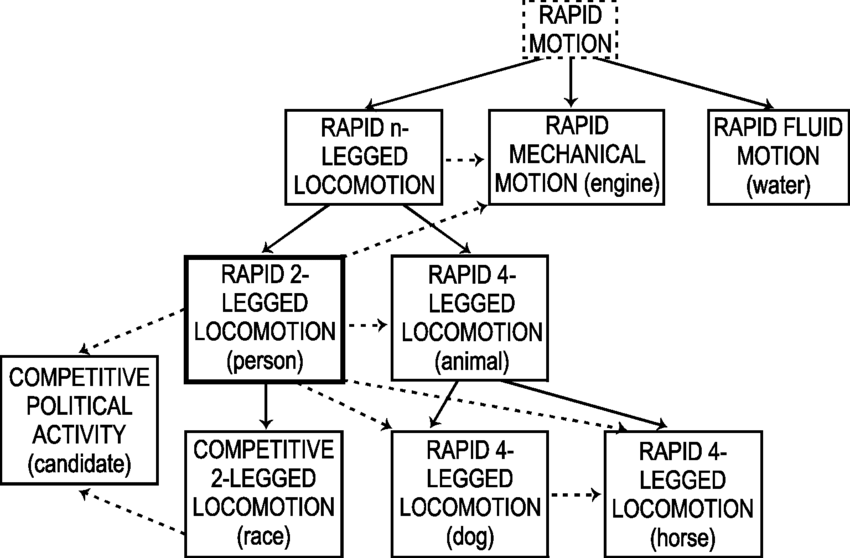 RAPID
MOTION
RAPID n-
LEGGED
LOCOMOTION
RAPID
MECHANICAL
MOTION (engine)
RAPID FLUID
MOTION
(water)
RAPID 2-
LEGGED
LOCOMOTION
(person)
RAPID 4-
LEGGED
LOCOMOTION
(animal)
COMPETITIVE
POLITICAL
ACTIVITY
(candidate)
COMPETITIVE
2-LEGGED
LOCOMOTION
(race)
RAPID 4-
LEGGED
LOCOMOTION
(dog)
RAPID 4-
LEGGED
LOCOMOTION
(horse)